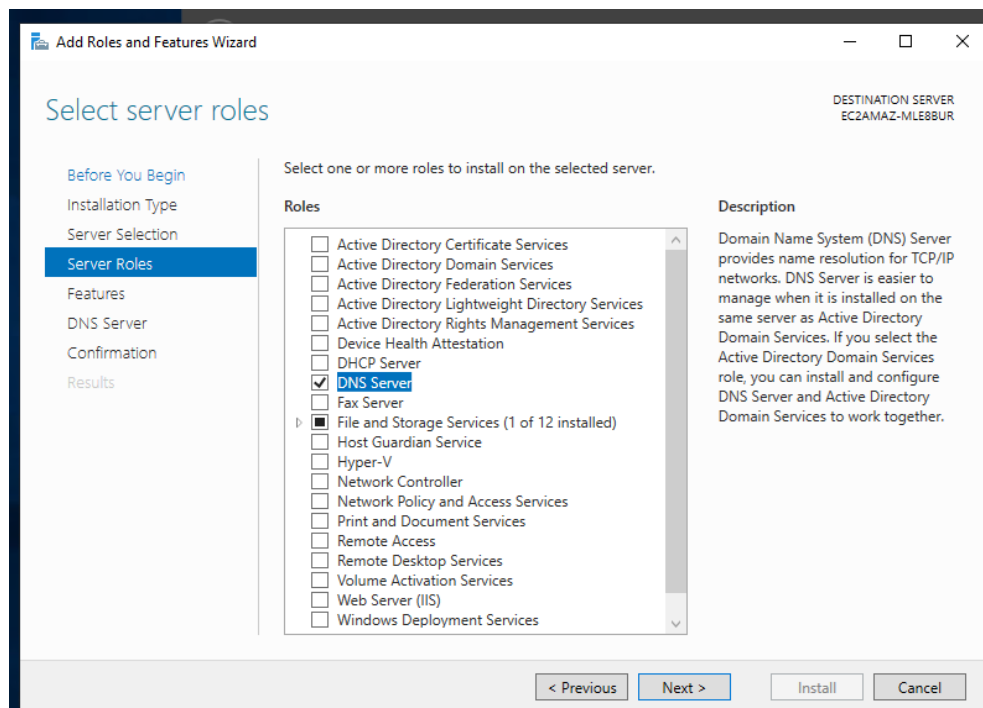 Add Roles and Features Wizard
Select server roles
DESTINATION SERVER
EC2AMAZ-MLE8BUR
Before You Begin
Installation Type
Server Selection
Server Roles
Features
DNS Server
Confirmation
Results
Select one or more roles to install on the selected server.
Roles
Active Directory Certificate Services
Active Directory Domain Services
Active Directory Federation Services
Active Directory Lightweight Directory Services
Active Directory Rights Management Services
Device Health Attestation
DHCP Server
DNS Server
Fax Server
File and Storage Services (1 of 12 installed)
Host Guardian Service
Hyper-V
Network Controller
Network Policy and Access Services
Print and Document Services
Remote Access
Remote Desktop Services
Volume Activation Services
Web Server (IIS)
Windows Deployment Services
Description
Domain Name System (DNS) Server
provides name resolution for TCP/IP
networks. DNS Server is easier to
manage when it is installed on the
same server as Active Directory
Domain Services. If you select the
Active Directory Domain Services
role, you can install and configure
DNS Server and Active Directory
Domain Services to work together.
< Previous
Next >
Install
Cancel